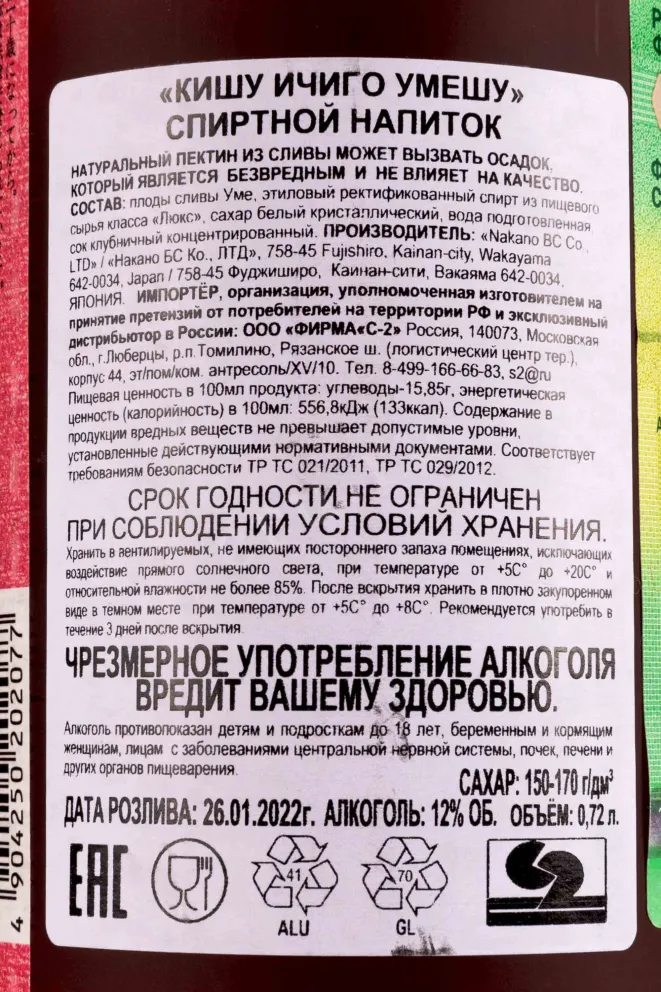 «КИШУ ИЧИГО УМЕШУ»
СПИРТНОЙ НАПИТОК
НАТУРАЛЬНЫЙ ПЕКТИН ИЗ СЛИВЫ МОЖЕТ ВЫЗВАТЬ ОСАДОК,
КОТОРЫЙ ЯВЛЯЕТСЯ БЕЗВРЕДНЫМ И НЕ ВЛИЯЕТ НА КАЧЕСТВО.
СОСТАВ: плоды сливы Уме, этиловый ректификованный спирт из пищевого
сырья класса «Люкс», сахар белый кристаллический, вода подготовленная
сок клубничный концентрированный. ПРОИЗВОДИТЕЛЬ: «Nakano BC Co.,
LTD» / «Накано БС Ко., ЛТД», 758-45 Fujishiro, Kainan-city, Wakayama
642-0034, Japan / 758-45 Фуджиширо, Каинан-сити, Вакаяма 642-0034,
ЯПОНИЯ. ИМПОРТЁР, организация, уполномоченная изготовителем на
принятие претензий от потребителей на территории РФ и эксклюзивный
дистрибьютор в России: ООО «ФИРМА«С-2» Россия, 140073, Московская
обл., г.Люберцы, р.п.Томилино, Рязанское ш. (логистический центр тер.),
корпус 44, эт/пом/ком. антресоль/XV/10. Тел. 8-499-166-66-83, s2@ru
Пищевая ценность в 100мл продукта: углеводы-15,85г, энергетическая
ценность (калорийность) в 100мл: 556,8кДж (133ккал). Содержание в
продукции вредных веществ не превышает допустимые уровни,
установленные действующими нормативными документами. Соответствует
требованиям безопасности ТР ТС 021/2011, ТР ТС 029/2012.
СРОК ГОДНОСТИ НЕ ОГРАНИЧЕН
ПРИ СОБЛЮДЕНИИ УСЛОВИЙ ХРАНЕНИЯ.
Хранить в вентилируемых, не имеющих постороннего запаха помещениях, исключающих
воздействие прямого солнечного света, при температуре от +5С° до +20С° и
относительной влажности не более 85%. После вскрытия хранить в плотно закупоренном
виде в темном месте при температуре от +5С° до +8С°. Рекомендуется употребить в
течение 3 дней после вскрытия.
ЧРЕЗМЕРНОЕ УПОТРЕБЛЕНИЕ АЛКОГОЛЯ
ВРЕДИТ ВАШЕМУ ЗДОРОВЬЮ.
Алкоголь противопоказан детям и подросткам до 18 лет, беременным и кормящим
женщинам, лицам с заболеваниями центральной нервной системы, почек, печени и
других органов пищеварения.
САХАР: 150-170 г/дм³
ДАТА РОЗЛИВА: 26.01.2022г. АЛКОГОЛЬ: 12% ОБ. ОБЪЁМ: 0,72 л.
EAC
41
ALU
70
GL
4 904250 202077